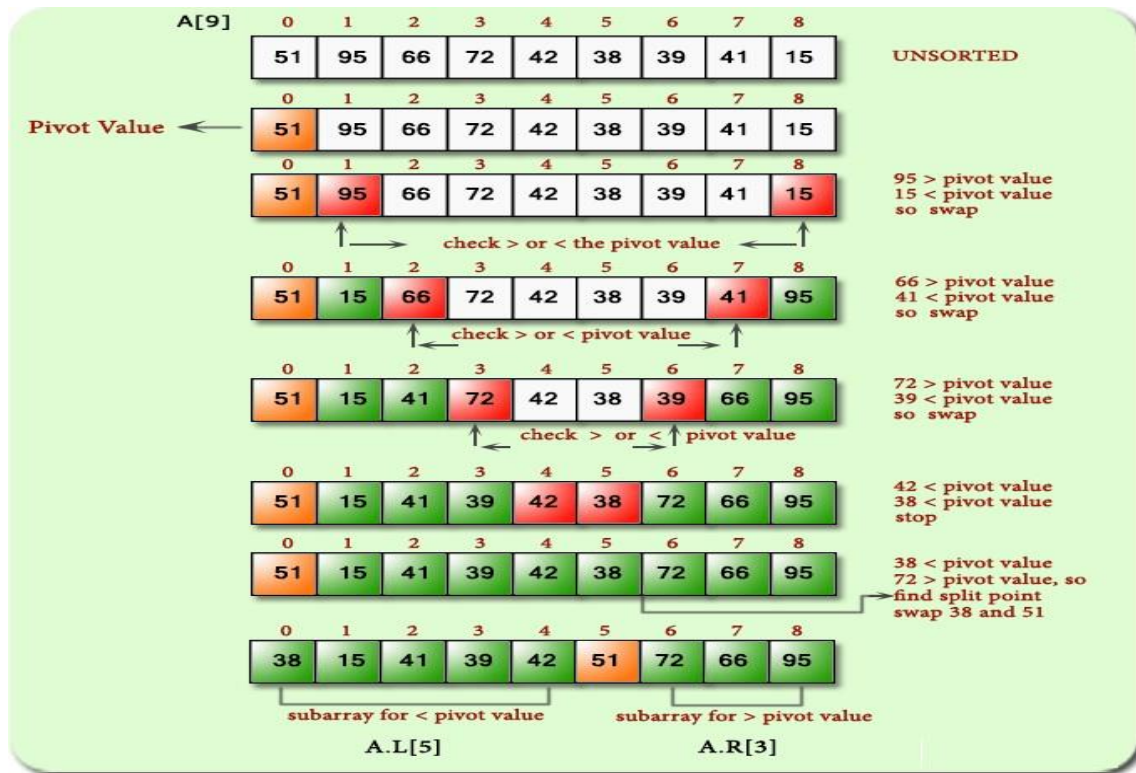 A[9]
0 1 2 3 4 5 6 7 8
51 95 66 72 42 38 39 41 15
UNSORTED
0 1 2 3 4 5 6 7 8
Pivot Value
51 95 66 72 42 38 39 41 15
0 1 2 3 4 5 6 7 8
51 95 66 72 42 38 39 41 15
95 > pivot value
15 < pivot value
so swap
check > or < the pivot value
0 1 2 3 4 5 6 7 8
51 15 66 72 42 38 39 41 95
66 > pivot value
41 < pivot value
so swap
check > or < pivot value
0 1 2 3 4 5 6 7 8
51 15 41 72 42 38 39 66 95
72 > pivot value
39 < pivot value
so swap
check > or < pivot value
0 1 2 3 4 5 6 7 8
51 15 41 39 42 38 72 66 95
42 < pivot value
38 < pivot value
stop
0 1 2 3 4 5 6 7 8
51 15 41 39 42 38 72 66 95
38 < pivot value
72 > pivot value, so
find split point
swap 38 and 51
0 1 2 3 4 5 6 7 8
38 15 41 39 42 51 72 66 95
subarray for < pivot value
subarray for > pivot value
A.L[5]
A.R[3]